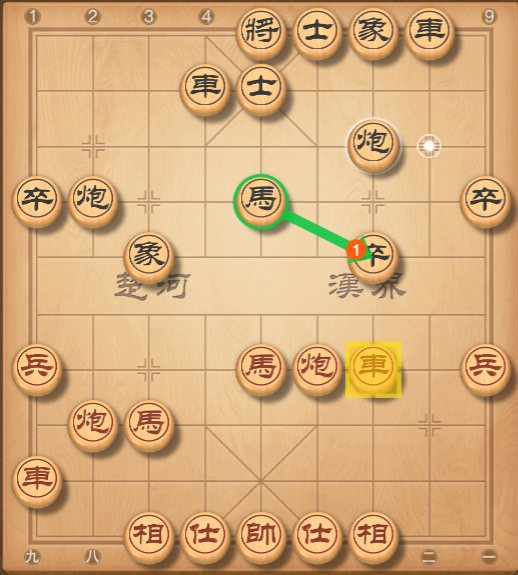 1 2 3 4 9
將 士 象 車
車 士
炮
卒 炮 馬 卒
1
象 卒
楚河 漢界
兵 馬 炮 車 兵
炮 馬
車
相 仕 帥 仕 相
九 八 二 一